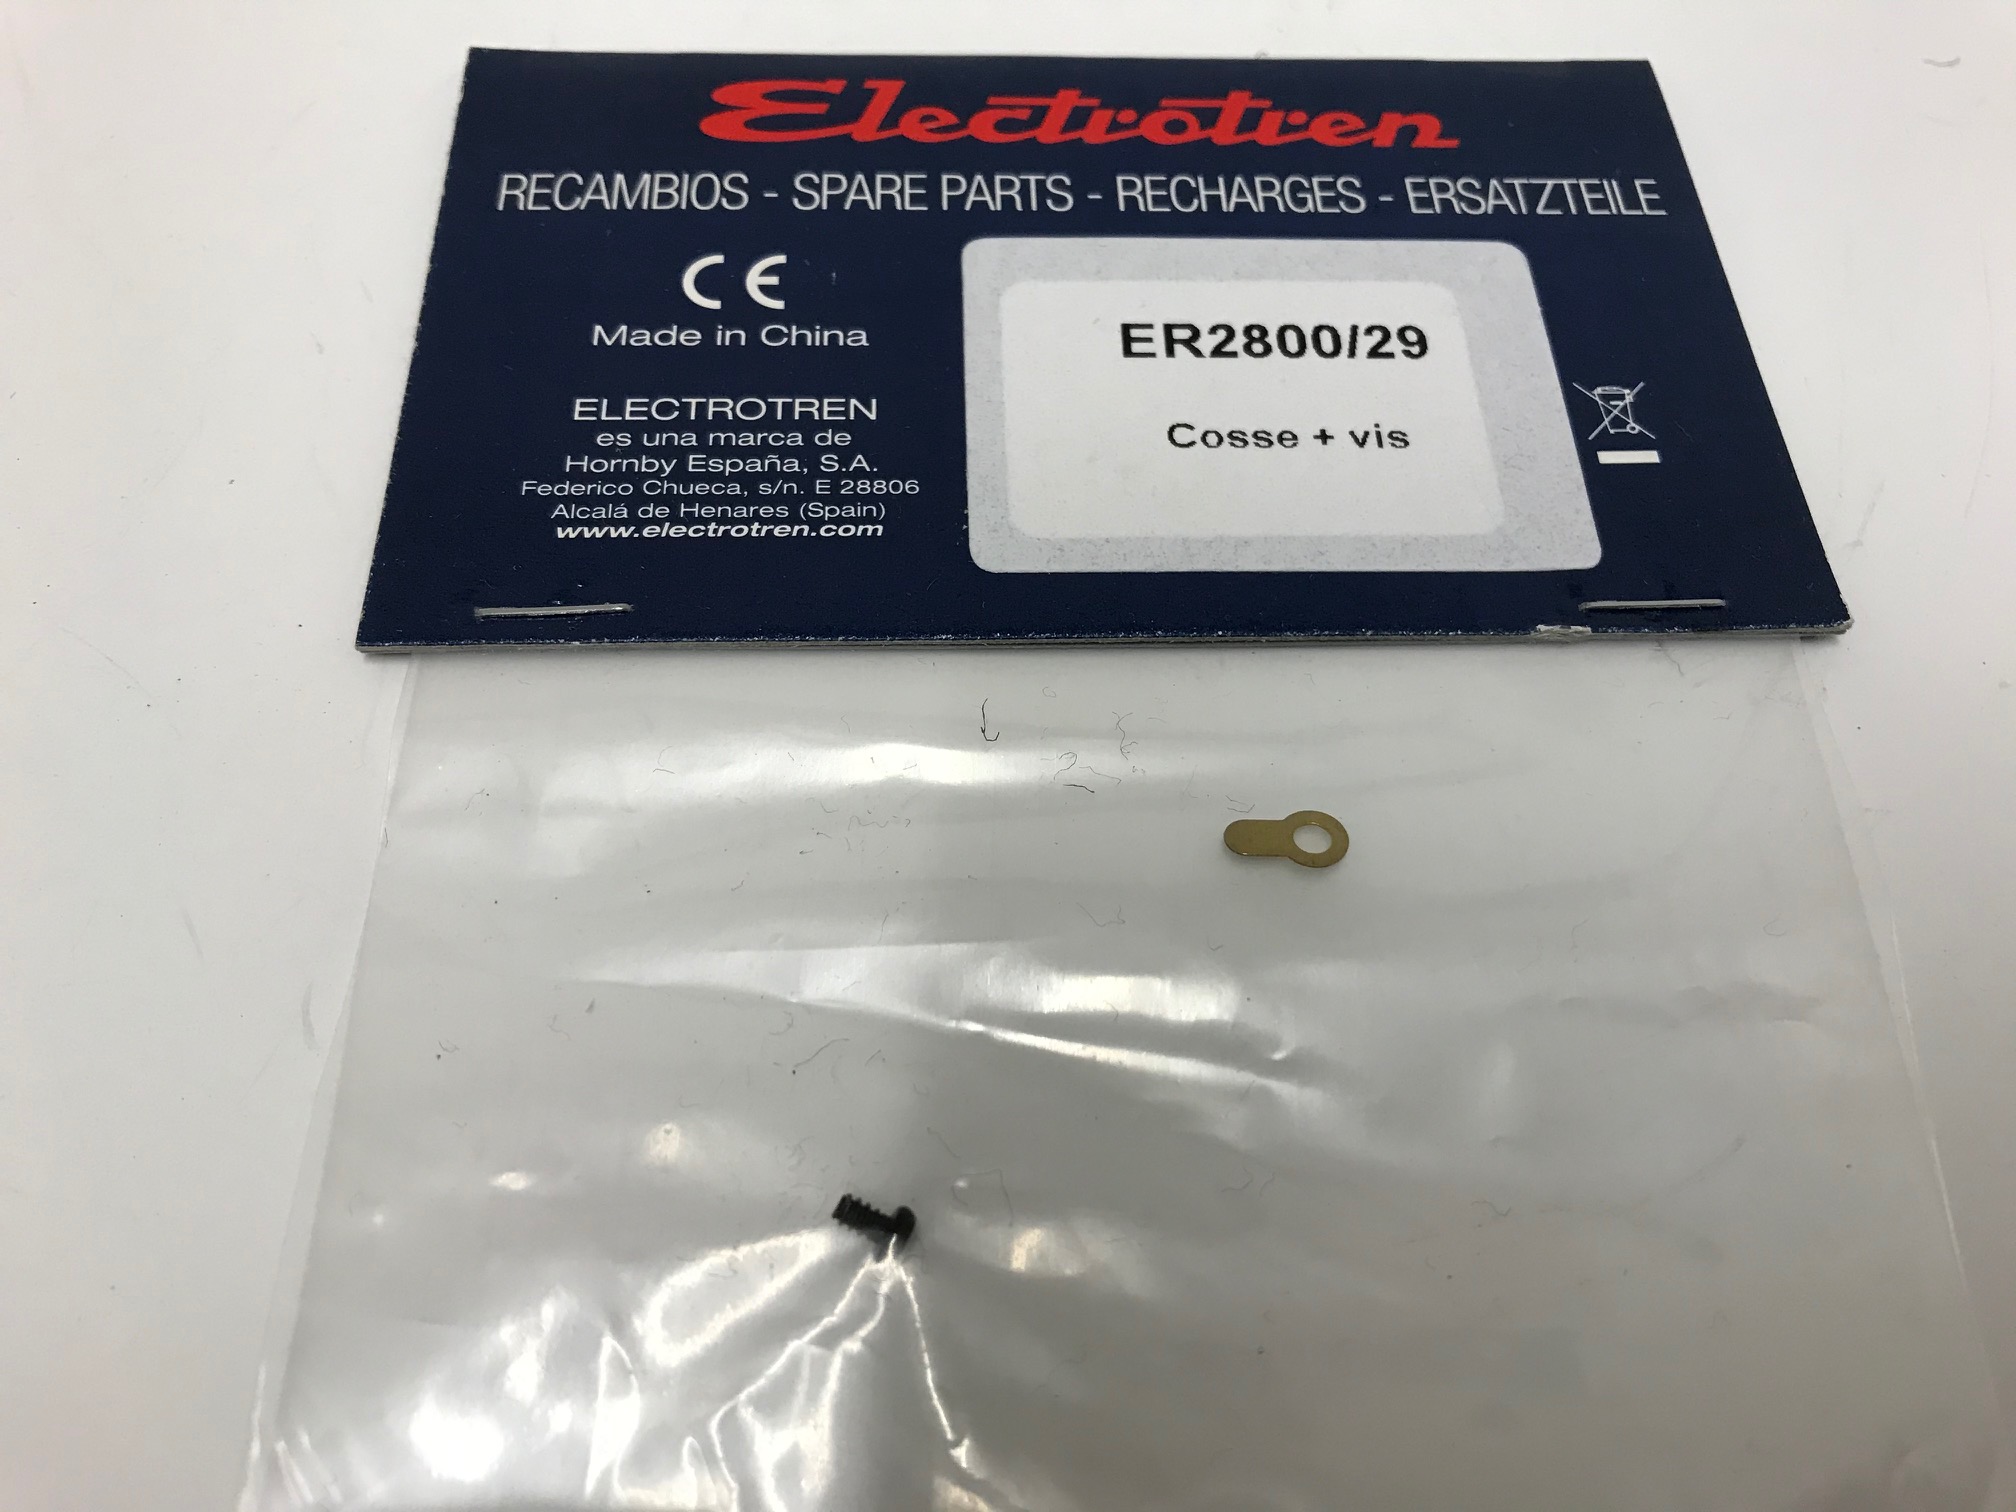 Electrotren
RECAMBIOS - SPARE PARTS - RECHARGES - ERSATZTEILE
CE
Made in China
ELECTROTREN
es una marca de
Hornby España, S.A.
Federico Chueca, s/n. E 28806
Alcalá de Henares (Spain)
www.electrotren.com
ER2800/29
Cosse + vis